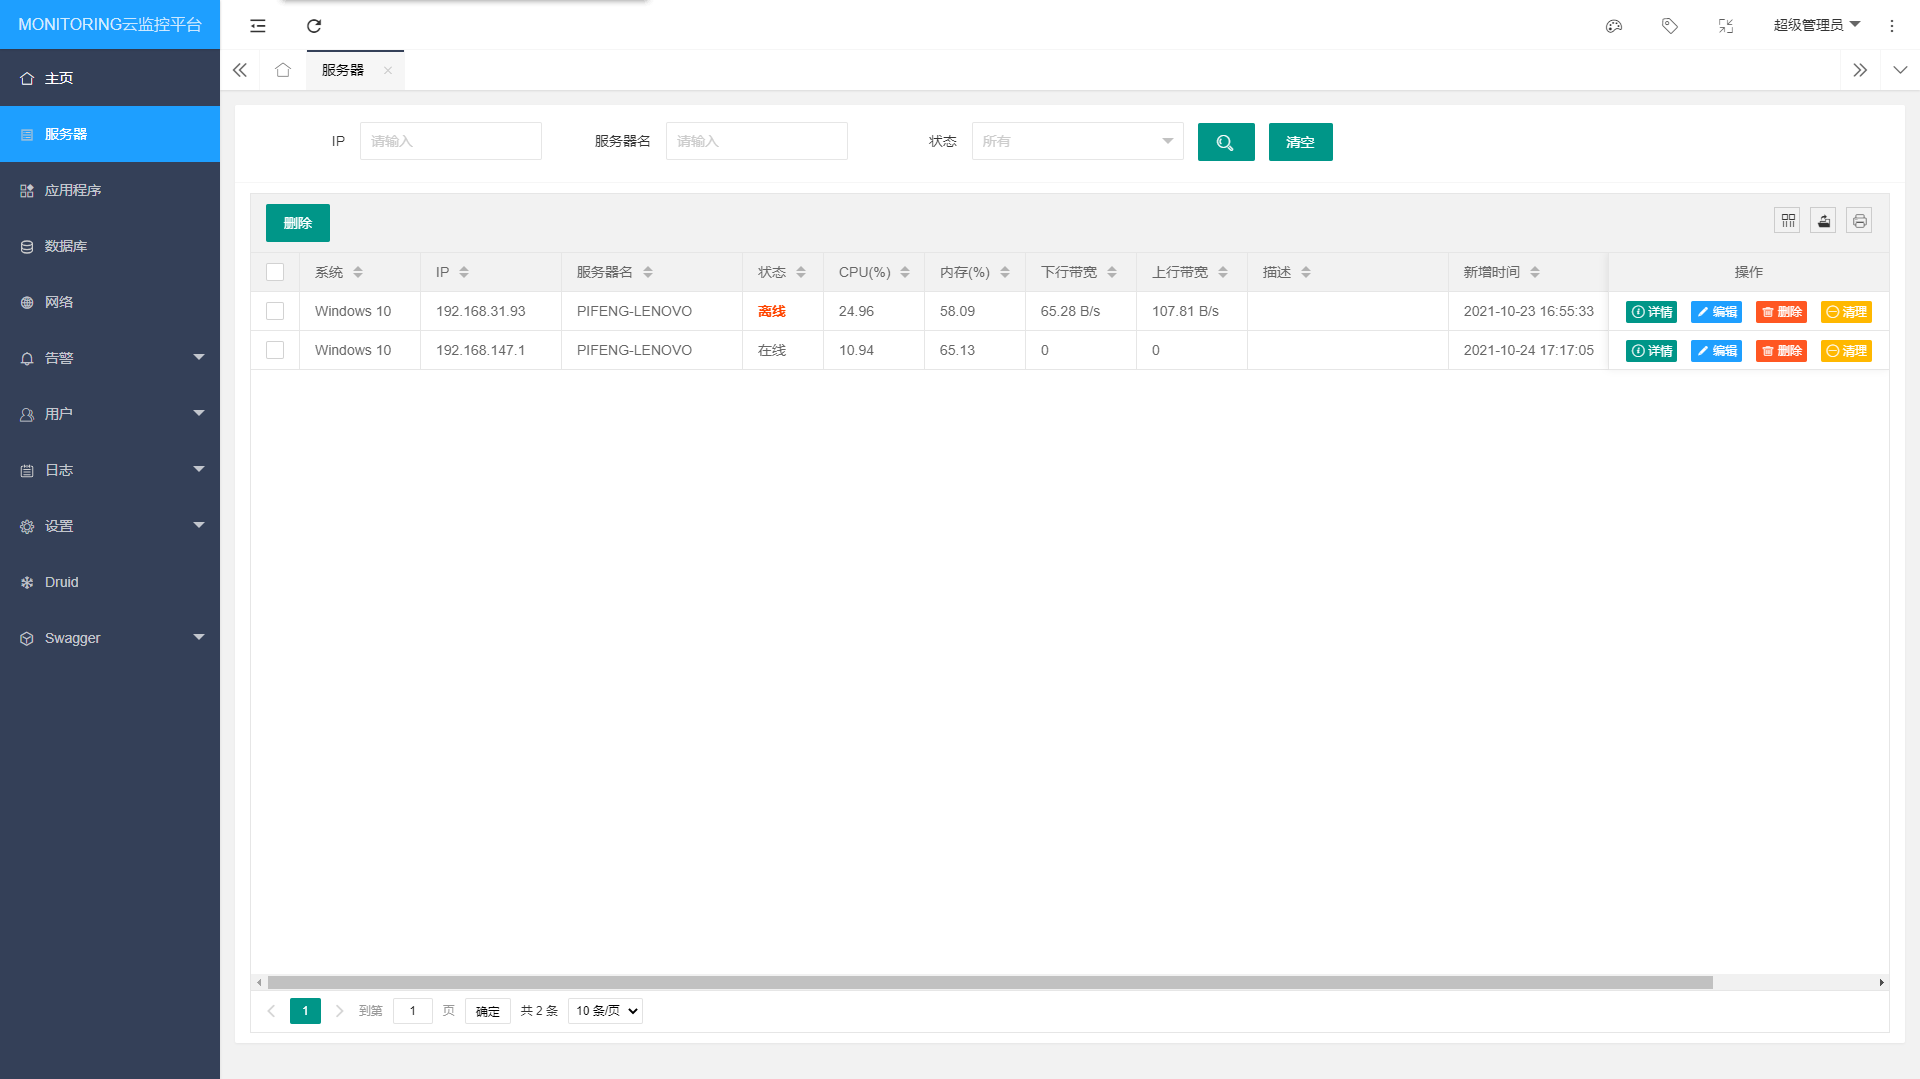 MONITORING云监控平台
超级管理员
主页
服务器
应用程序
数据库
网络
告警
用户
日志
设置
Druid
Swagger
服务器
IP 请输入 服务器名 请输入 状态 所有 清空
删除
系统 IP 服务器名 状态 CPU(%) 内存(%) 下行带宽 上行带宽 描述 新增时间 操作
Windows 10 192.168.31.93 PIFENG-LENOVO 离线 24.96 58.09 65.28 B/s 107.81 B/s 2021-10-23 16:55:33 详情 编辑 删除 清理
Windows 10 192.168.147.1 PIFENG-LENOVO 在线 10.94 65.13 0 0 2021-10-24 17:17:05 详情 编辑 删除 清理
1 到第 1 页 确定 共 2 条 10 条/页